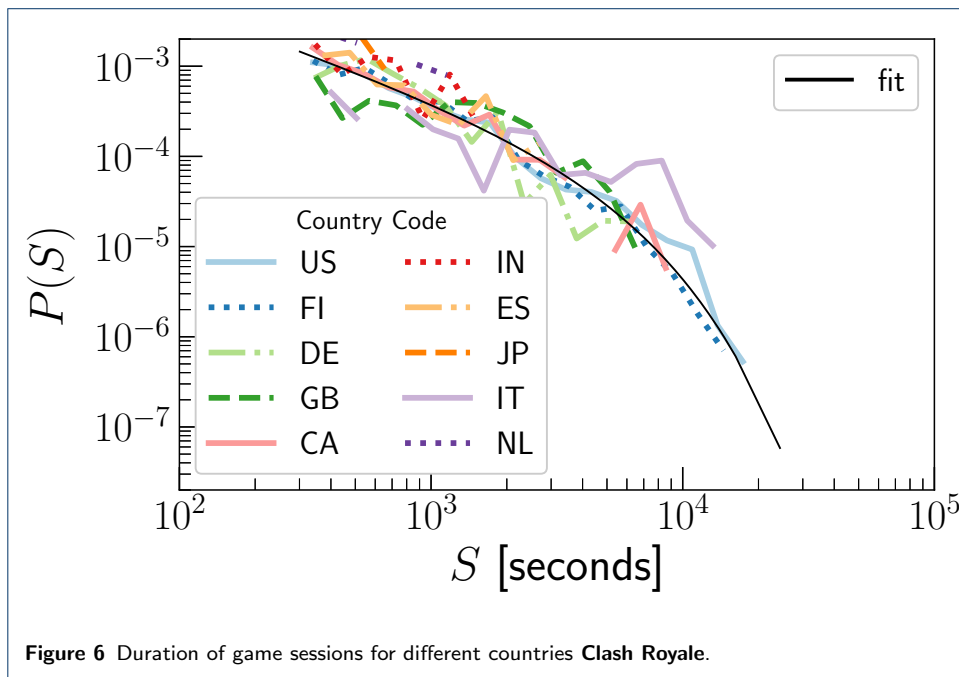 10^-3
10^-4
10^-5
10^-6
10^-7
P(S)
fit
Country Code
US
FI
DE
GB
CA
IN
ES
JP
IT
NL
10^2
10^3
10^4
10^5
S [seconds]
Figure 6 Duration of game sessions for different countries Clash Royale.